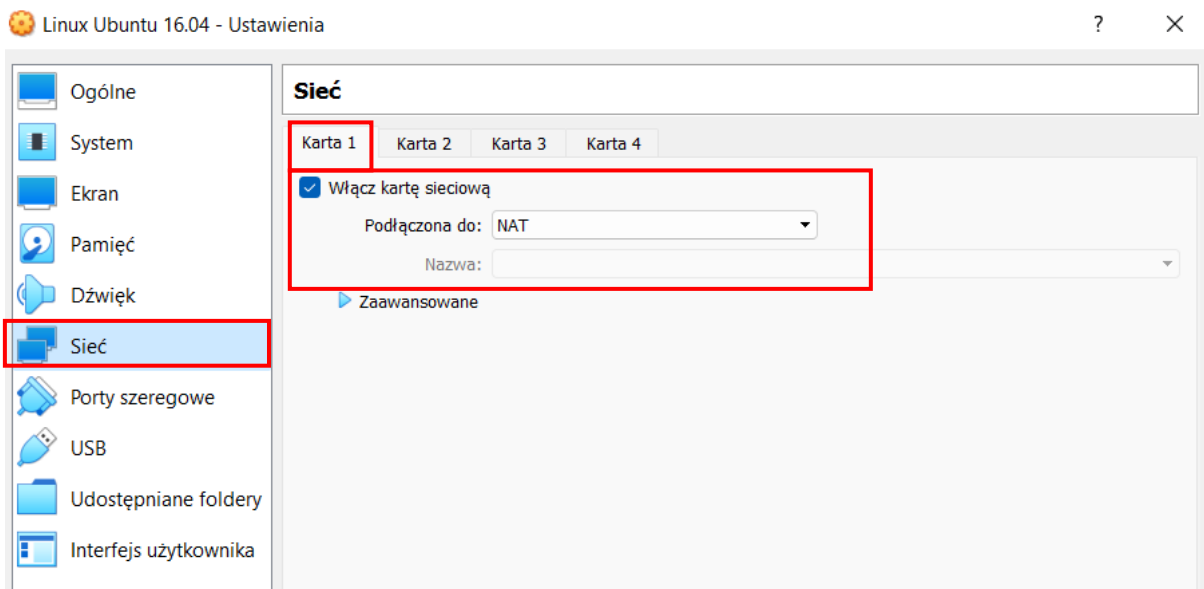 Linux Ubuntu 16.04 - Ustawienia
?
Ogólne
System
Ekran
Pamięć
Dźwięk
Sieć
Porty szeregowe
USB
Udostępniane foldery
Interfejs użytkownika
Sieć
Karta 1 Karta 2 Karta 3 Karta 4
Włącz kartę sieciową
Podłączona do: NAT
Nazwa:
Zaawansowane